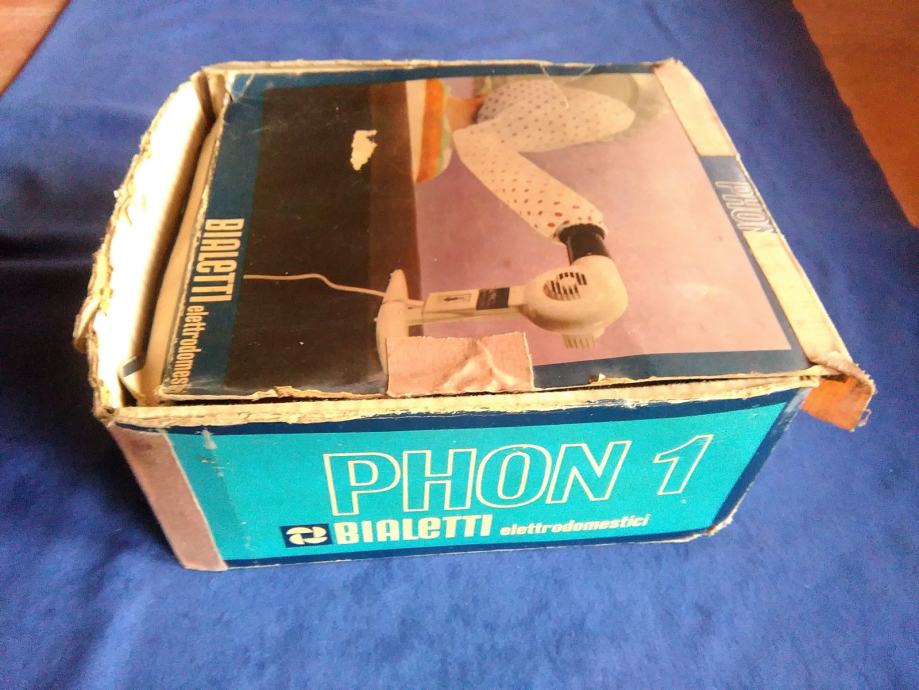 BIALETTI elettrodomes
PHON
PHON 1
BIALETTI elettrodomestici